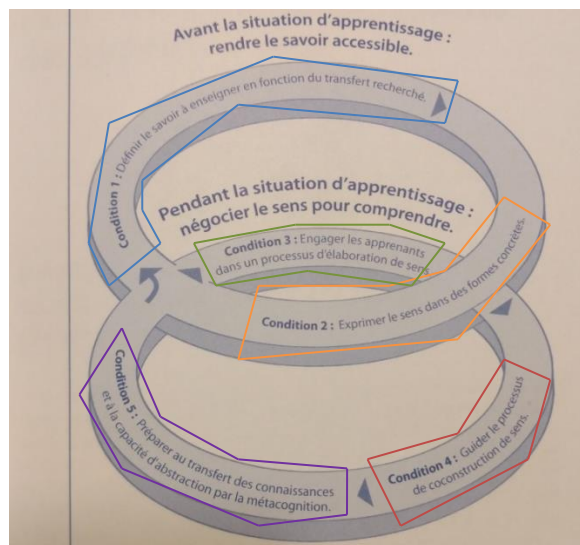 Avant la situation d'apprentissage :
rendre le savoir accessible.
Condition 1 : Définir le savoir à enseigner en fonction du transfert recherché.
Pendant la situation d'apprentissage :
négocier le sens pour comprendre.
Condition 3 : Engager les apprenants
dans un processus d'élaboration de sens
Condition 2 : Exprimer le sens dans des formes concrètes.
Condition 5 : Préparer au transfert des connaissances
et à la capacité d'abstraction par la métacognition.
Condition 4 : Guider le processus
de coconstruction de sens.